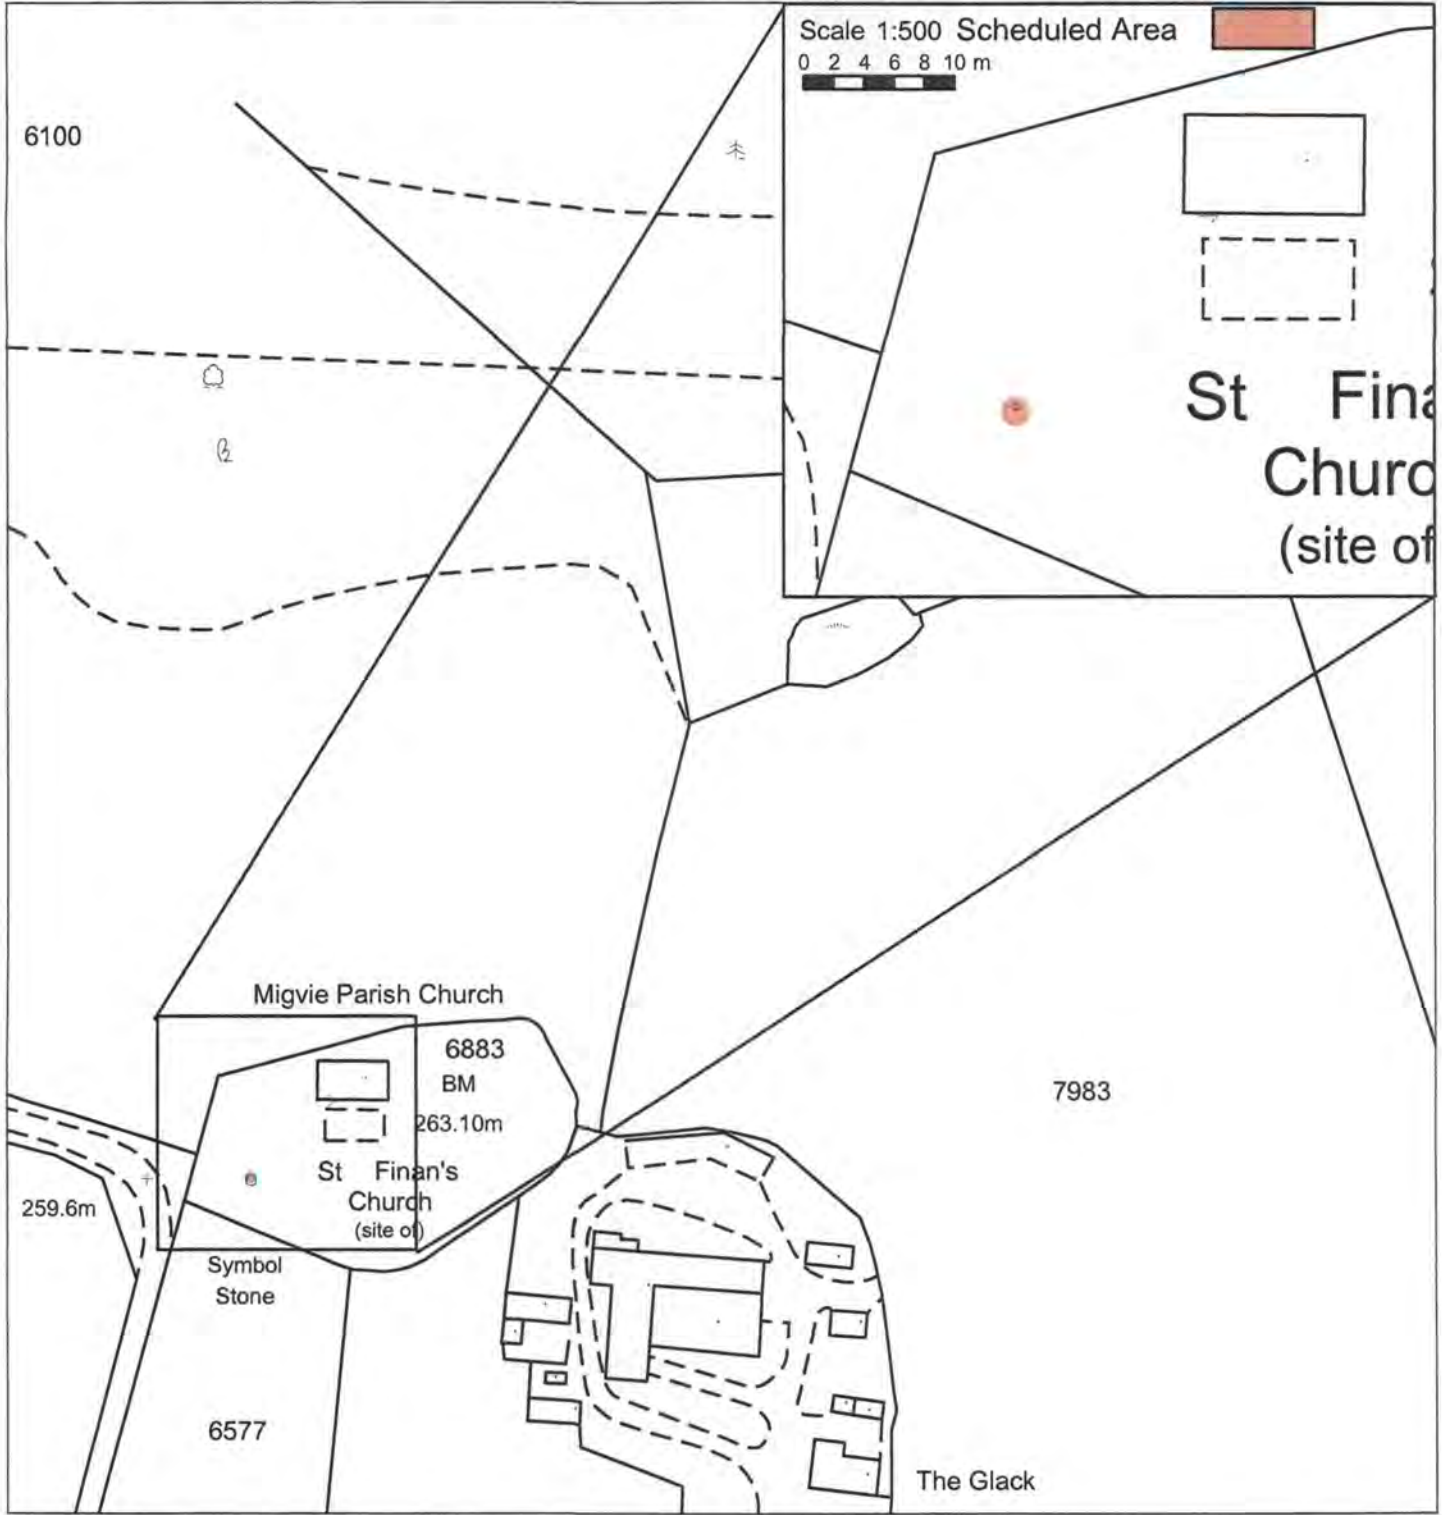 Scale 1:500 Scheduled Area
0 2 4 6 8 10 m
6100
St Fina
Churc
(site of
Migvie Parish Church
6883
BM
263.10m
7983
St Finan's
Church
(site of)
259.6m
Symbol
Stone
6577
The Glack